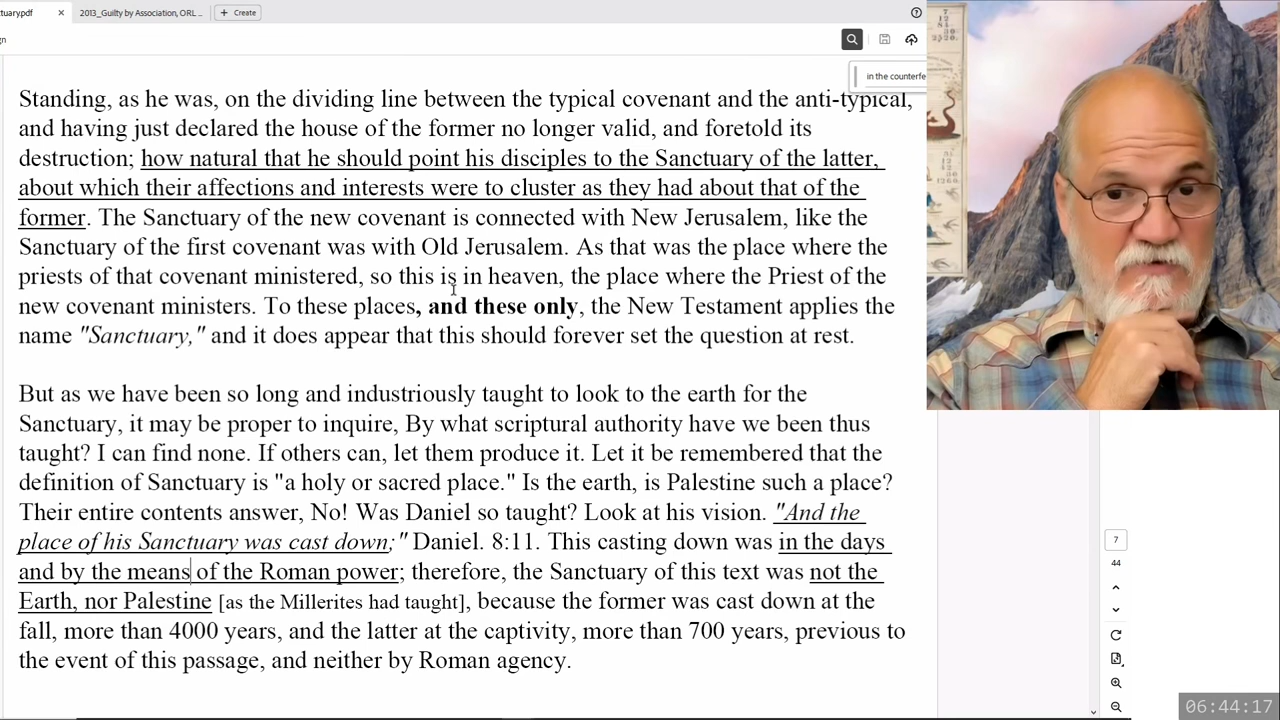 ctuary.pdf
2013_Guilty by Association, ORL ...
Create
in the counterfe
Standing, as he was, on the dividing line between the typical covenant and the anti-typical,
and having just declared the house of the former no longer valid, and foretold its
destruction; how natural that he should point his disciples to the Sanctuary of the latter,
about which their affections and interests were to cluster as they had about that of the
former. The Sanctuary of the new covenant is connected with New Jerusalem, like the
Sanctuary of the first covenant was with Old Jerusalem. As that was the place where the
priests of that covenant ministered, so this is in heaven, the place where the Priest of the
new covenant ministers. To these places, and these only, the New Testament applies the
name "Sanctuary," and it does appear that this should forever set the question at rest.
But as we have been so long and industriously taught to look to the earth for the
Sanctuary, it may be proper to inquire, By what scriptural authority have we been thus
taught? I can find none. If others can, let them produce it. Let it be remembered that the
definition of Sanctuary is "a holy or sacred place." Is the earth, is Palestine such a place?
Their entire contents answer, No! Was Daniel so taught? Look at his vision. "And the
place of his Sanctuary was cast down;" Daniel. 8:11. This casting down was in the days
and by the means of the Roman power; therefore, the Sanctuary of this text was not the
Earth, nor Palestine [as the Millerites had taught], because the former was cast down at the
fall, more than 4000 years, and the latter at the captivity, more than 700 years, previous to
the event of this passage, and neither by Roman agency.
7
12
30
2520.
7
44
06:44:17